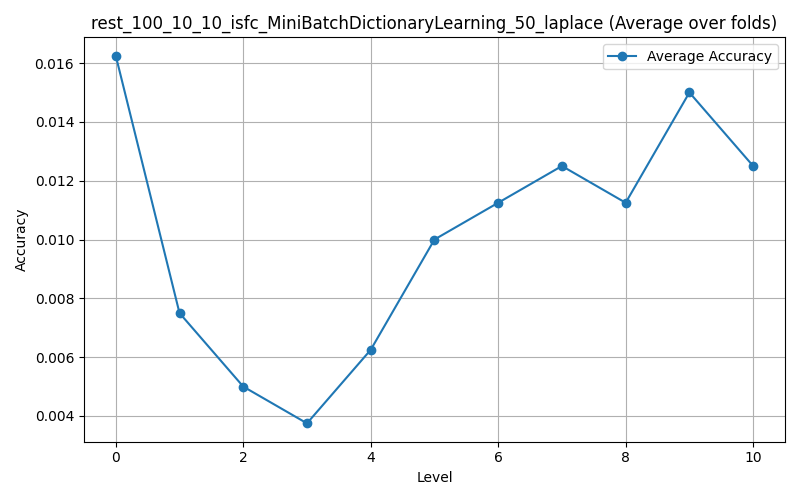 rest_100_10_10_isfc_MiniBatchDictionaryLearning_50_laplace (Average over folds)
Average Accuracy
0.016
0.014
0.012
0.010
0.008
0.006
0.004
Accuracy
0 2 4 6 8 10
Level